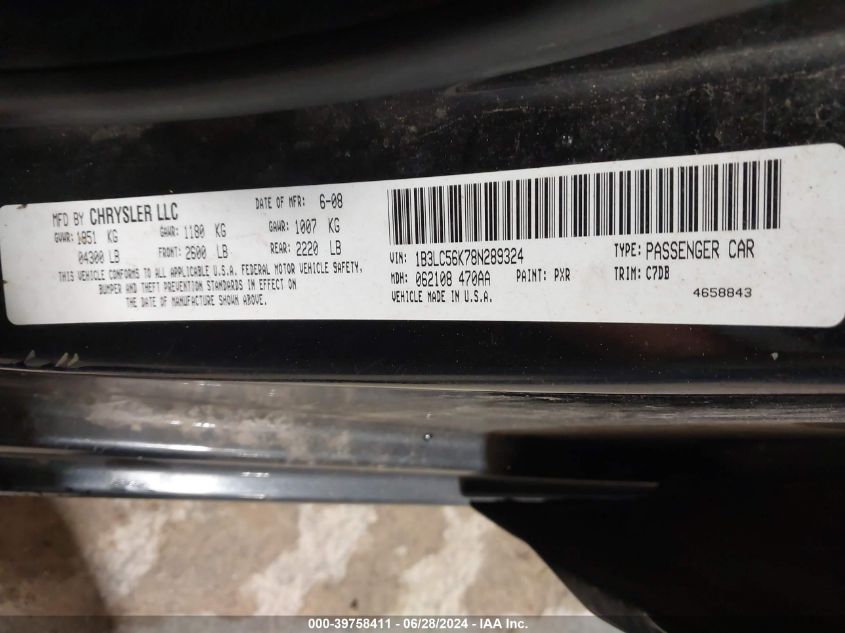 MFD BY CHRYSLER LLC DATE OF MFR: 6-08
GVWR: 1951 KG GAWR: 1180 KG GAWR: 1007 KG
04300 LB FRONT: 2600 LB REAR: 2220 LB
THIS VEHICLE CONFORMS TO ALL APPLICABLE U.S.A. FEDERAL MOTOR VEHICLE SAFETY,
BUMPER AND THEFT PREVENTION STANDARDS IN EFFECT ON
THE DATE OF MANUFACTURE SHOWN ABOVE.
VIN: 1B3LC56K78N289324 TYPE: PASSENGER CAR
MDH: 062108 470AA PAINT: PXR TRIM: C7DB
VEHICLE MADE IN U.S.A. 4658843
000-39758411 - 06/28/2024 - IAA Inc.